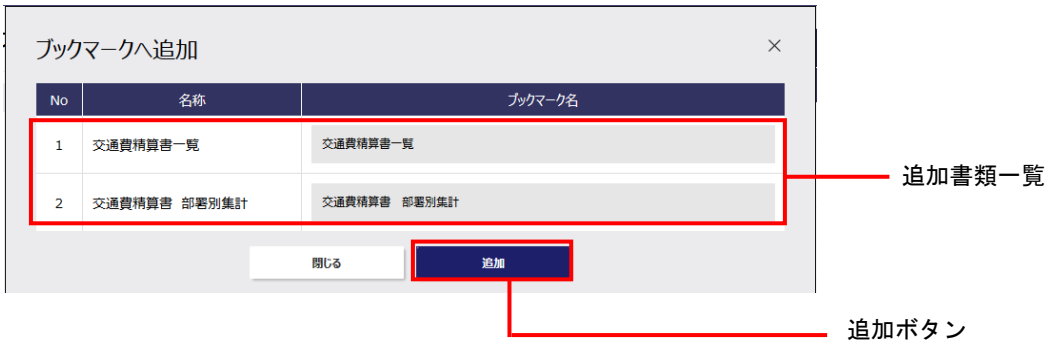 ブックマークへ追加
×
No 名称 ブックマーク名
1 交通費精算書一覧 交通費精算書一覧
追加書類一覧
2 交通費精算書 部署別集計 交通費精算書 部署別集計
閉じる 追加
追加ボタン